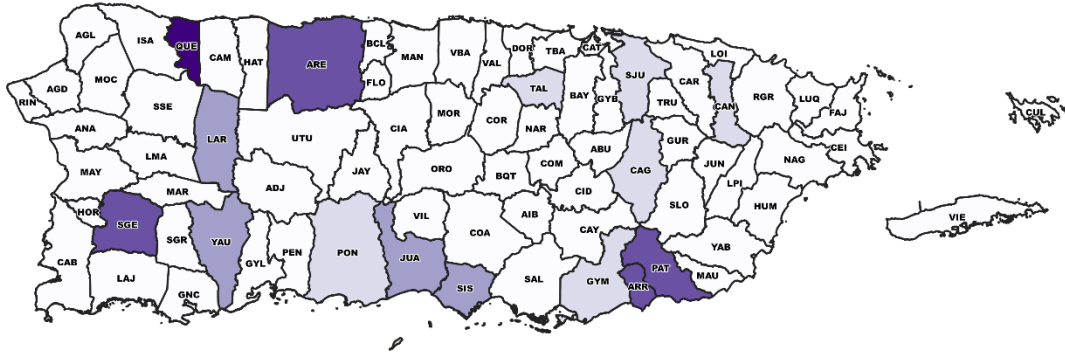 AGL
ISA
QUE
CAM
HAT
ARE
BCL
FLO
MAN
VBA
VAL
DOR
TBA
CAT
SJU
LOI
CAR
CAN
RGR
LUQ
FAJ
CUL
MOC
AGD
RIN
SSE
TAL
BAY
GYB
TRU
ANA
LAR
UTU
CIA
MOR
COR
NAR
ABU
GUR
JUN
NAG
CEI
MAY
LMA
MAR
ADJ
JAY
ORO
BQT
COM
CID
CAG
LPI
SLO
HUM
VIE
HOR
SGE
SGR
YAU
GYL
PEN
PON
JUA
VIL
COA
AIB
CAY
YAB
CAB
LAJ
GNC
SIS
SAL
GYM
ARR
PAT
MAU